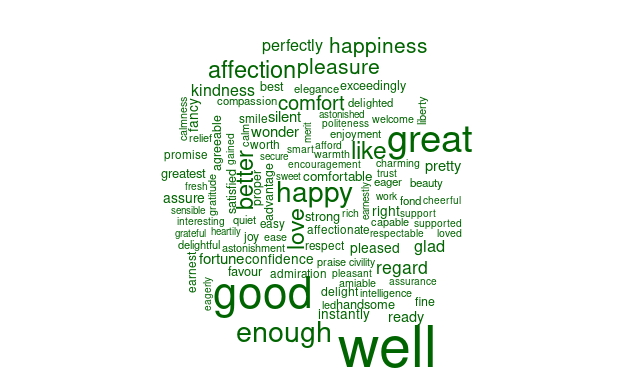 perfectly happiness
affection pleasure
kindness best elegance exceedingly
compassion comfort delighted
calmness fancy smile silent astonished politeness welcome liberty
relief agreeable gained calm wonder merit enjoyment great
promise worth secure smart afford warmth like
encouragement charming pretty
greatest better proper advantage sweet comfortable trust eager beauty
fresh gratitude satisfied happy earnestly work fond cheerful
assure
sensible quiet love strong rich right support
interesting easy capable supported
grateful heartily joy ease affectionate respectable loved
delightful astonishment respect pleased glad
earnest fortune confidence praise civility regard
favour admiration pleasant assurance
eagerly good amiable
delight intelligence
led handsome fine
instantly ready
enough well